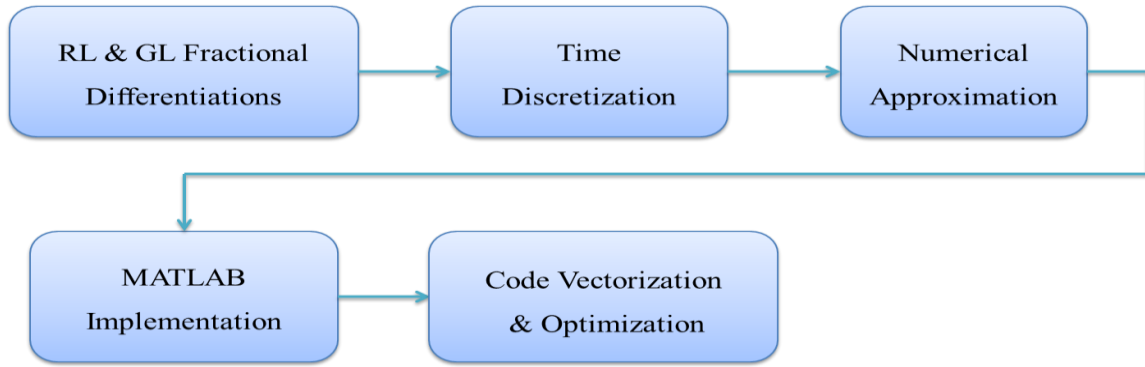 RL & GL Fractional
Differentiations
Time
Discretization
Numerical
Approximation
MATLAB
Implementation
Code Vectorization
& Optimization